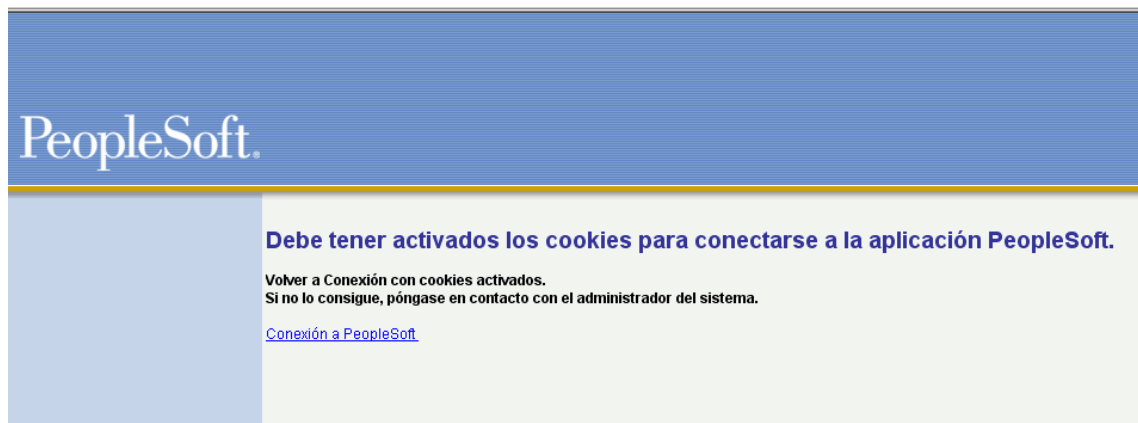 PeopleSoft.
Debe tener activados los cookies para conectarse a la aplicación PeopleSoft.
Volver a Conexión con cookies activados.
Si no lo consigue, póngase en contacto con el administrador del sistema.
Conexión a PeopleSoft